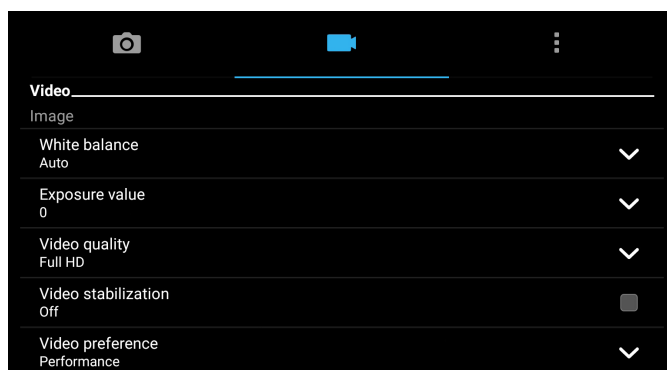 Video
Image
White balance
Auto
Exposure value
0
Video quality
Full HD
Video stabilization
Off
Video preference
Performance